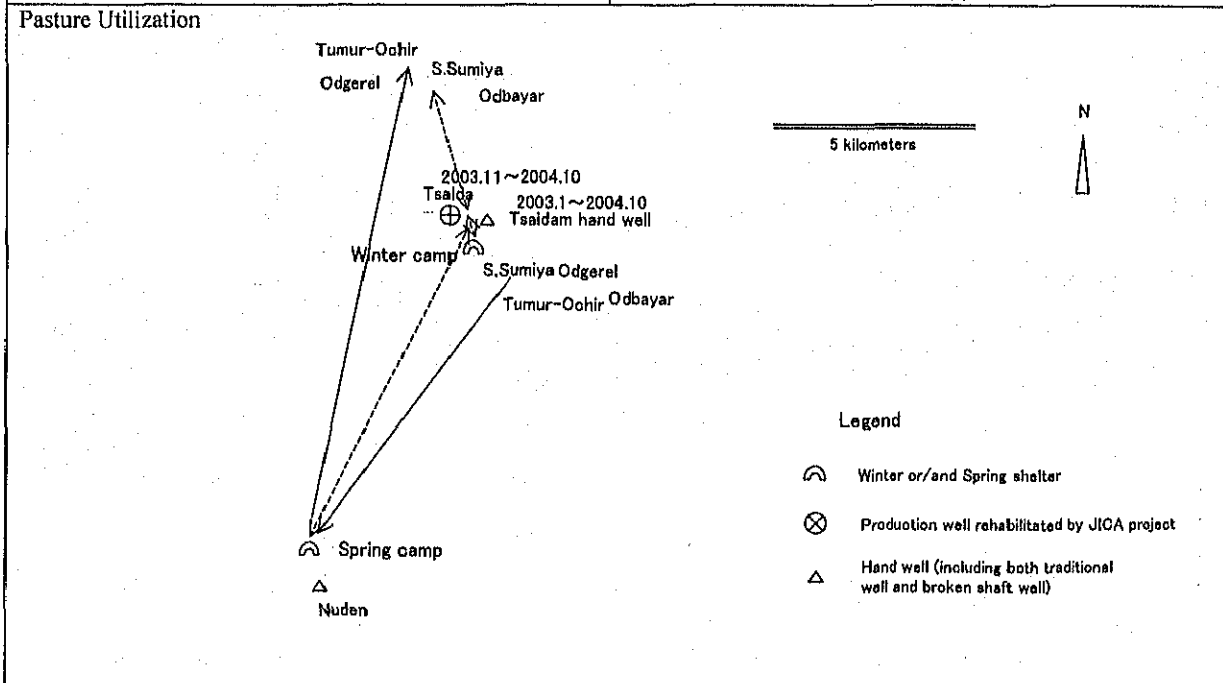 Pasture Utilization
Tumur-Ochir
Odgerel
S.Sumiya
Odbayar
5 kilometers
N
2003.11~2004.10
Tsaida
2003.1~2004.10
Tsaidam hand well
Winter camp
S.Sumiya Odgerel
Tumur-Ochir Odbayar
Legend
Winter or/and Spring shelter
Production well rehabilitated by JICA project
Hand well (including both traditional
well and broken shaft well)
Spring camp
Nuden